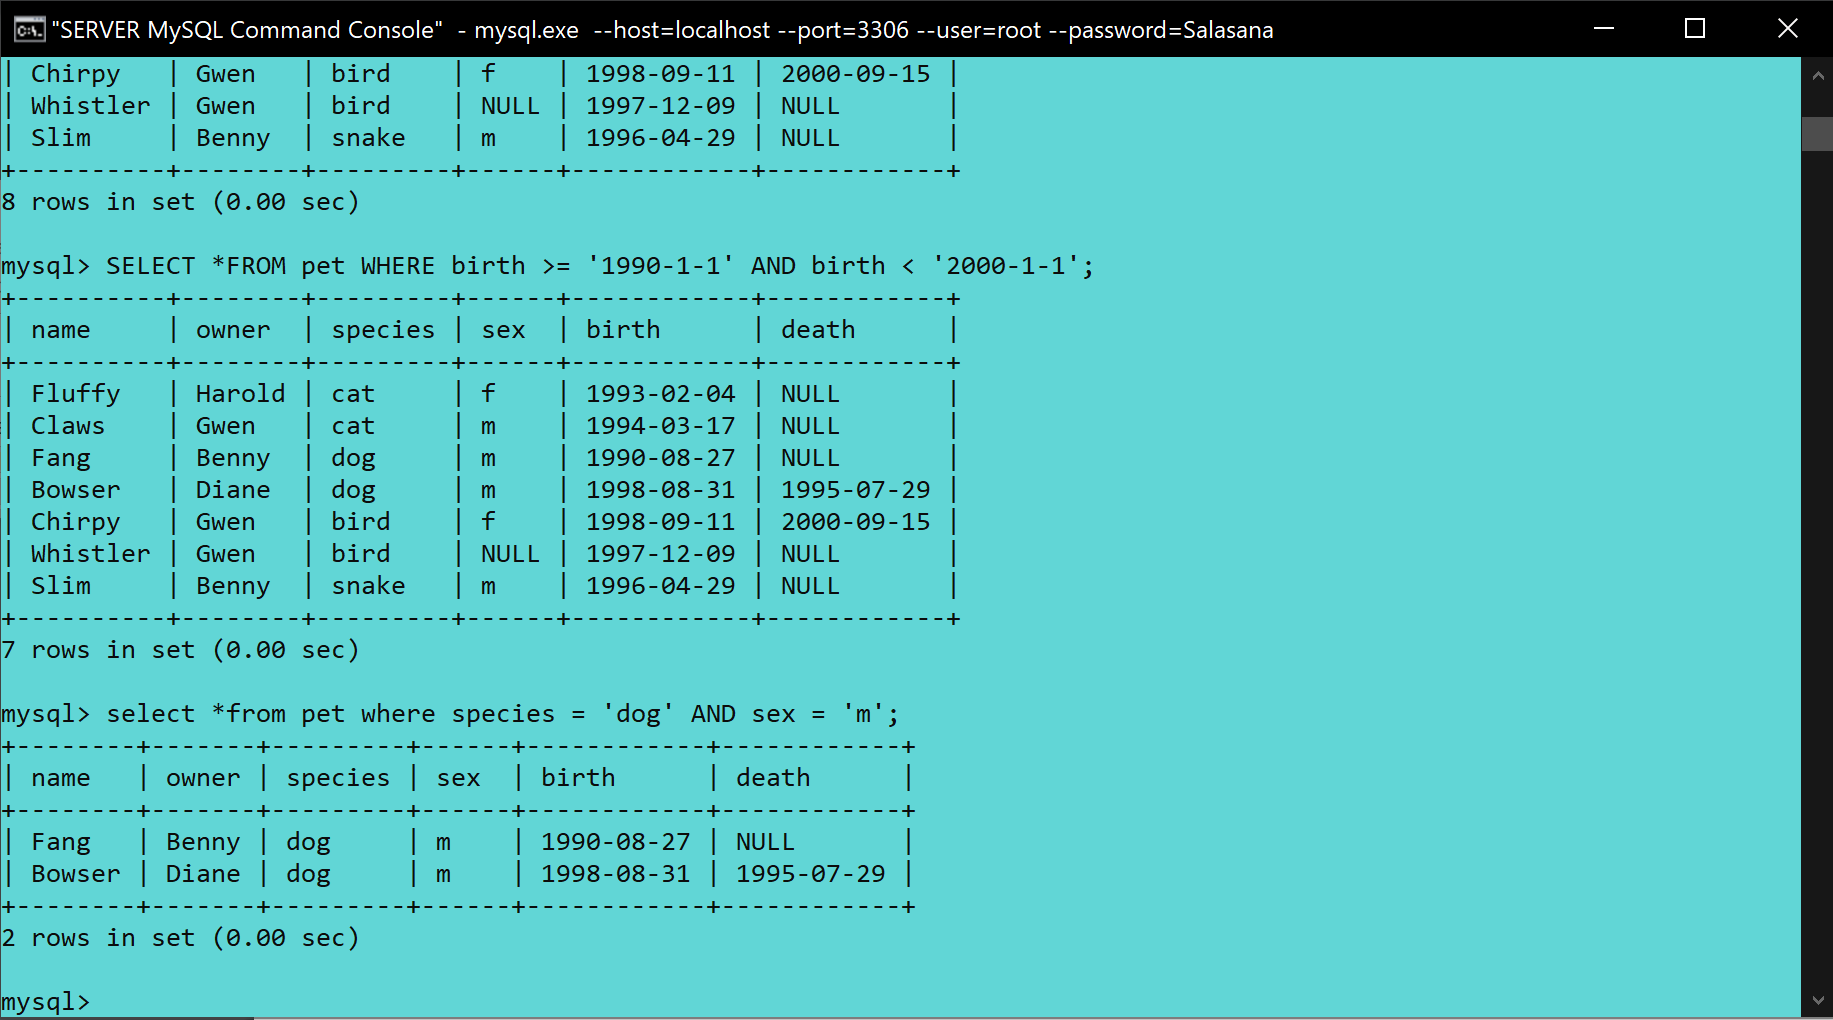 "SERVER MySQL Command Console"  - mysql.exe  --host=localhost --port=3306 --user=root --password=Salasana
| Chirpy   | Gwen   | bird    | f    | 1998-09-11 | 2000-09-15 |
| Whistler | Gwen   | bird    | NULL | 1997-12-09 | NULL       |
| Slim     | Benny  | snake   | m    | 1996-04-29 | NULL       |
+----------+--------+---------+------+------------+------------+
8 rows in set (0.00 sec)

mysql> SELECT *FROM pet WHERE birth >= '1990-1-1' AND birth < '2000-1-1';
+----------+--------+---------+------+------------+------------+
| name     | owner  | species | sex  | birth      | death      |
+----------+--------+---------+------+------------+------------+
| Fluffy   | Harold | cat     | f    | 1993-02-04 | NULL       |
| Claws    | Gwen   | cat     | m    | 1994-03-17 | NULL       |
| Fang     | Benny  | dog     | m    | 1990-08-27 | NULL       |
| Bowser   | Diane  | dog     | m    | 1998-08-31 | 1995-07-29 |
| Chirpy   | Gwen   | bird    | f    | 1998-09-11 | 2000-09-15 |
| Whistler | Gwen   | bird    | NULL | 1997-12-09 | NULL       |
| Slim     | Benny  | snake   | m    | 1996-04-29 | NULL       |
+----------+--------+---------+------+------------+------------+
7 rows in set (0.00 sec)

mysql> select *from pet where species = 'dog' AND sex = 'm';
+--------+-------+---------+------+------------+------------+
| name   | owner | species | sex  | birth      | death      |
+--------+-------+---------+------+------------+------------+
| Fang   | Benny | dog     | m    | 1990-08-27 | NULL       |
| Bowser | Diane | dog     | m    | 1998-08-31 | 1995-07-29 |
+--------+-------+---------+------+------------+------------+
2 rows in set (0.00 sec)

mysql>